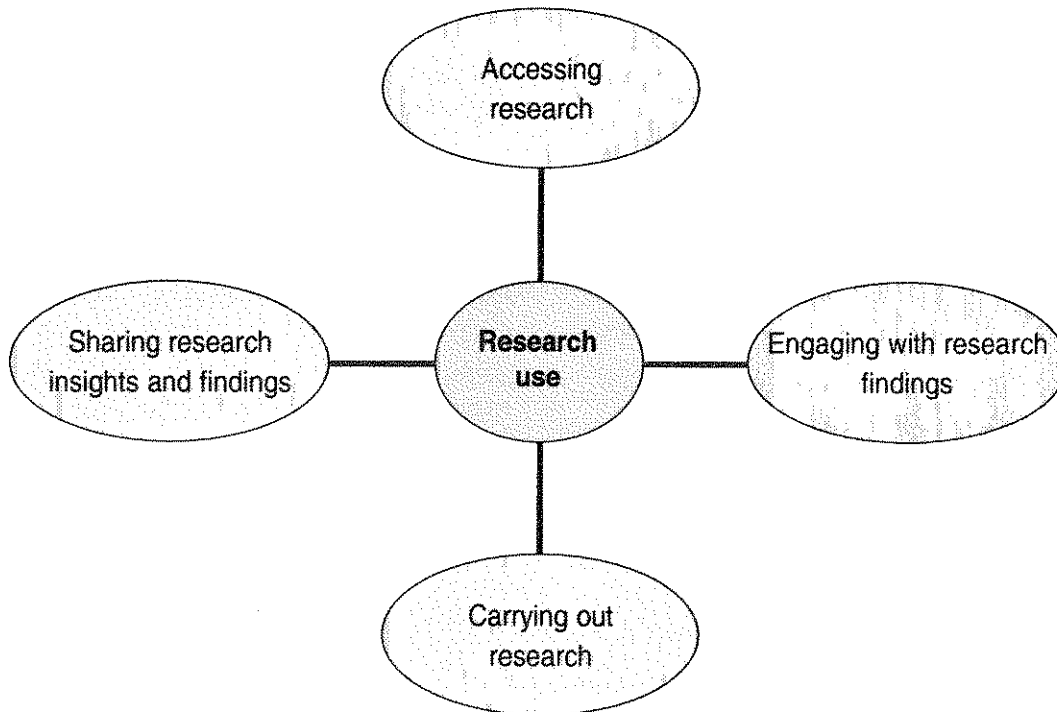 Accessing
research
Sharing research
insights and findings
Research
use
Engaging with research
findings
Carrying out
research